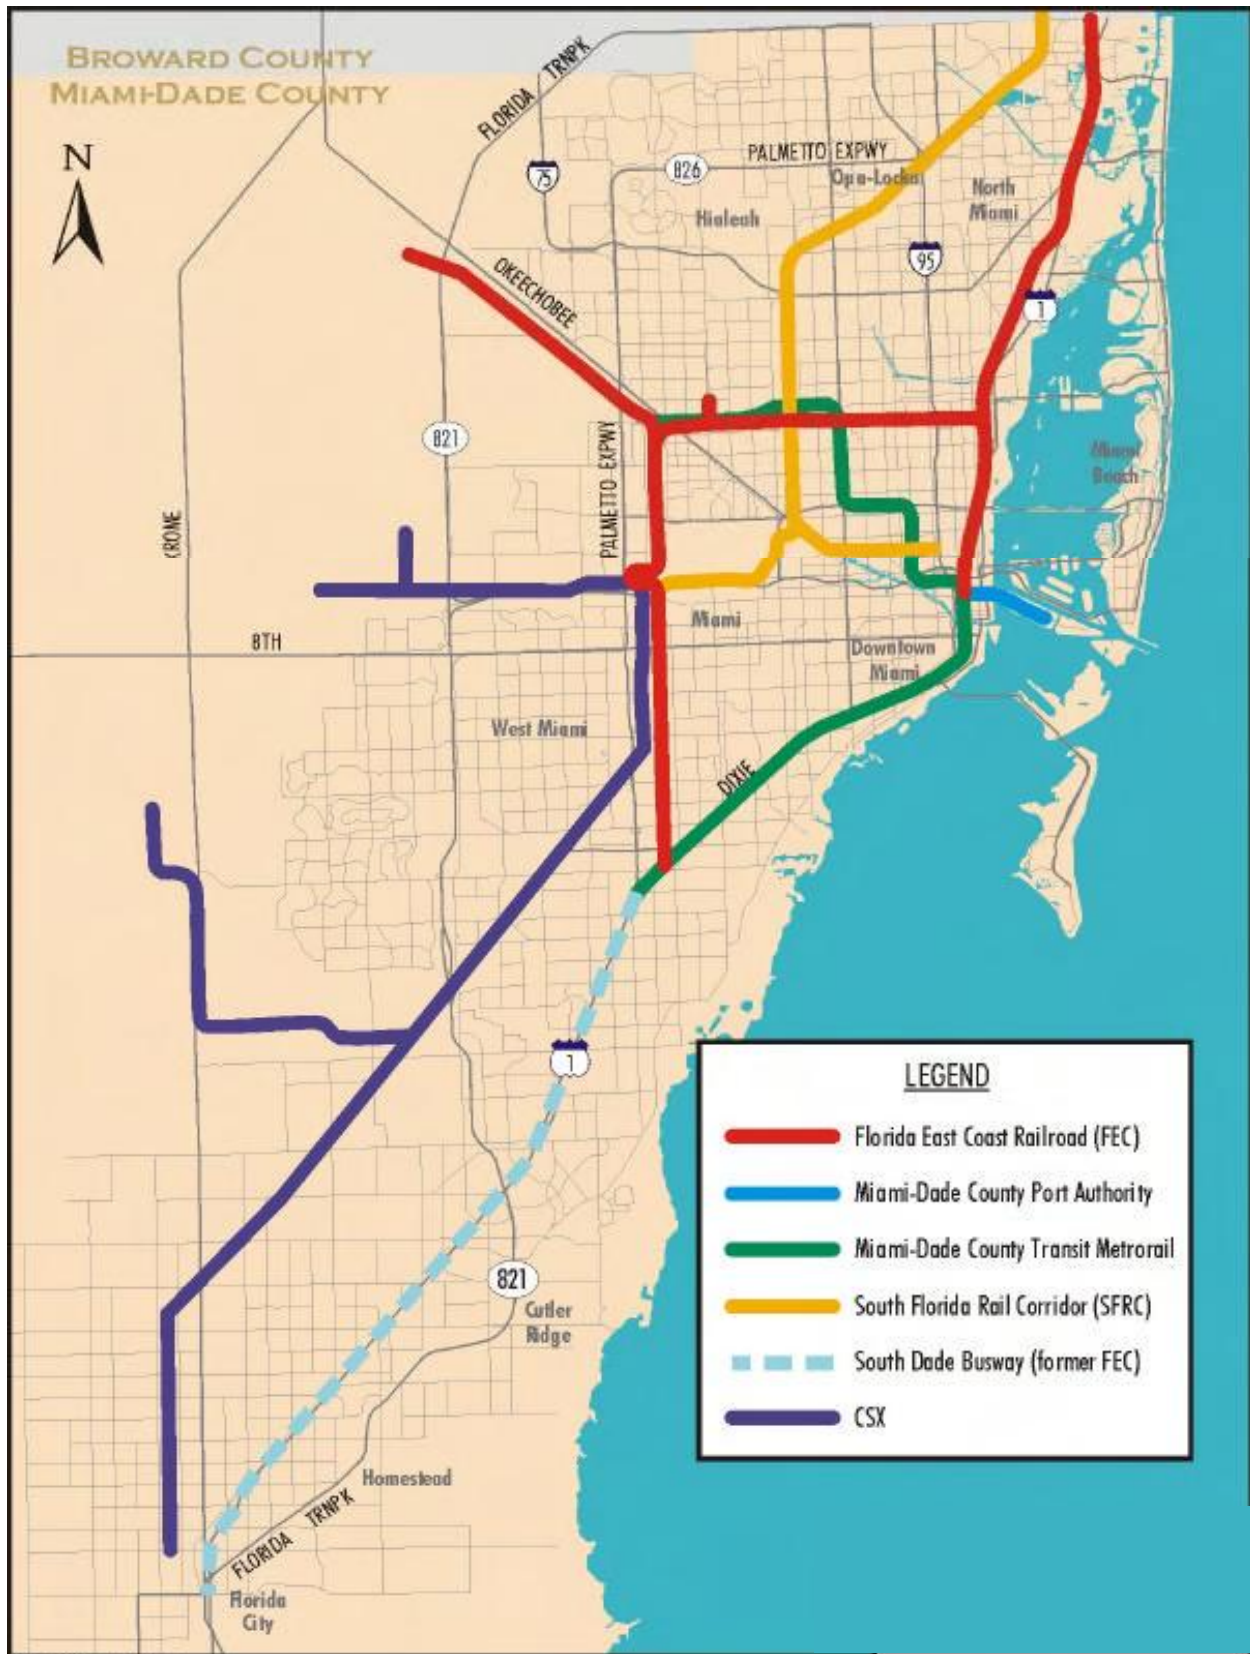 BROWARD COUNTY
MIAMI-DADE COUNTY
N
FLORIDA TRNPK
75
826
PALMETTO EXPWY
Opa-Locka
North
Miami
Hialeah
95
OKEECHOBEE
1
821
PALMETTO EXPWY
Miami
Beach
CROME
8TH
Miami
Downtown
Miami
West Miami
DIXIE
1
821
Cutler
Ridge
Homestead
FLORIDA TRNPK
Florida
City
LEGEND
Florida East Coast Railroad (FEC)
Miami-Dade County Port Authority
Miami-Dade County Transit Metrorail
South Florida Rail Corridor (SFRC)
South Dade Busway (former FEC)
CSX